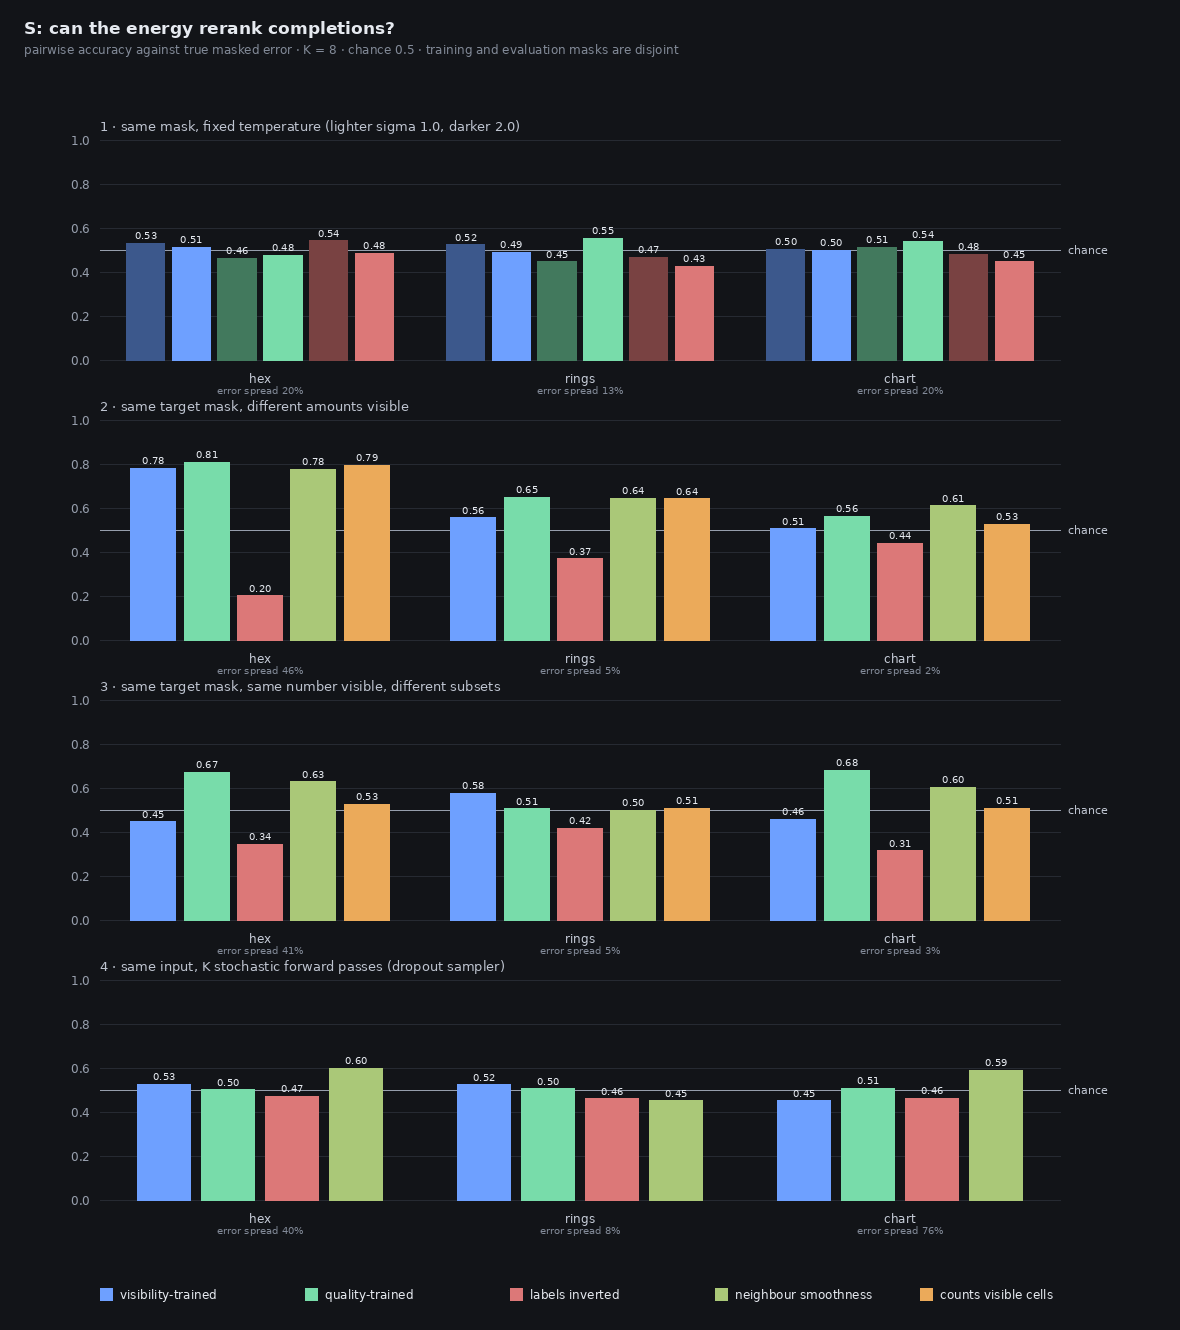 S: can the energy rerank completions?
pairwise accuracy against true masked error · K = 8 · chance 0.5 · training and evaluation masks are disjoint
1 · same mask, fixed temperature (lighter sigma 1.0, darker 2.0)
1.0
0.8
0.6
0.4
0.2
0.0
0.53 0.51 0.46 0.48 0.54 0.48
0.52 0.49 0.45 0.55 0.47 0.43
0.50 0.50 0.51 0.54 0.48 0.45
chance
hex rings chart
error spread 20% error spread 13% error spread 20%
2 · same target mask, different amounts visible
1.0
0.8
0.6
0.4
0.2
0.0
0.78 0.81 0.20 0.78 0.79
0.56 0.65 0.37 0.64 0.64
0.51 0.56 0.44 0.61 0.53
chance
hex rings chart
error spread 46% error spread 5% error spread 2%
3 · same target mask, same number visible, different subsets
1.0
0.8
0.6
0.4
0.2
0.0
0.45 0.67 0.34 0.63 0.53
0.58 0.51 0.42 0.50 0.51
0.46 0.68 0.31 0.60 0.51
chance
hex rings chart
error spread 41% error spread 5% error spread 3%
4 · same input, K stochastic forward passes (dropout sampler)
1.0
0.8
0.6
0.4
0.2
0.0
0.53 0.50 0.47 0.60
0.52 0.50 0.46 0.45
0.45 0.51 0.46 0.59
chance
hex rings chart
error spread 40% error spread 8% error spread 76%
visibility-trained quality-trained labels inverted neighbour smoothness counts visible cells